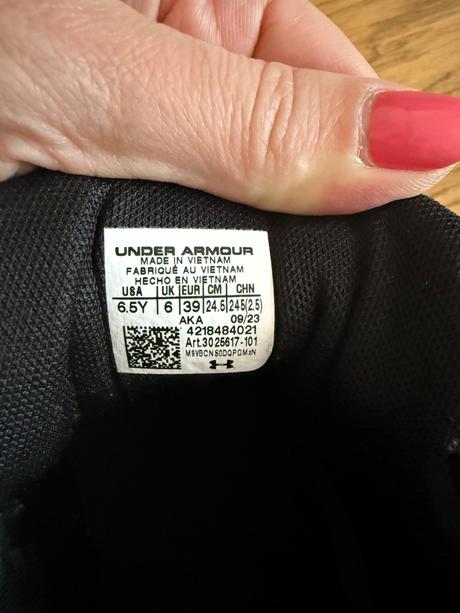 UNDER ARMOUR
MADE IN VIETNAM
FABRIQUÉ AU VIETNAM
HECHO EN VIETNAM
USA UK EUR CM CHN
6.5Y 6 39 24.5 245(2.5)
AKA 09/23
4218484021
Art.3025617-101
M9VBCNS0DQPGMzN